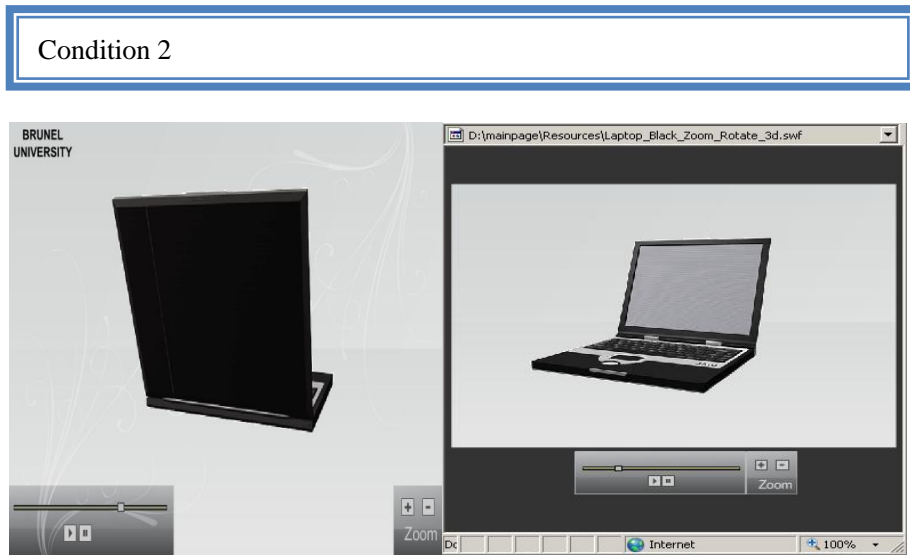 Condition 2
BRUNEL
UNIVERSITY
D:\mainpage\Resources\Laptop_Black_Zoom_Rotate_3d.swf
+ -
Zoom
+ -
Zoom
Internet
100%